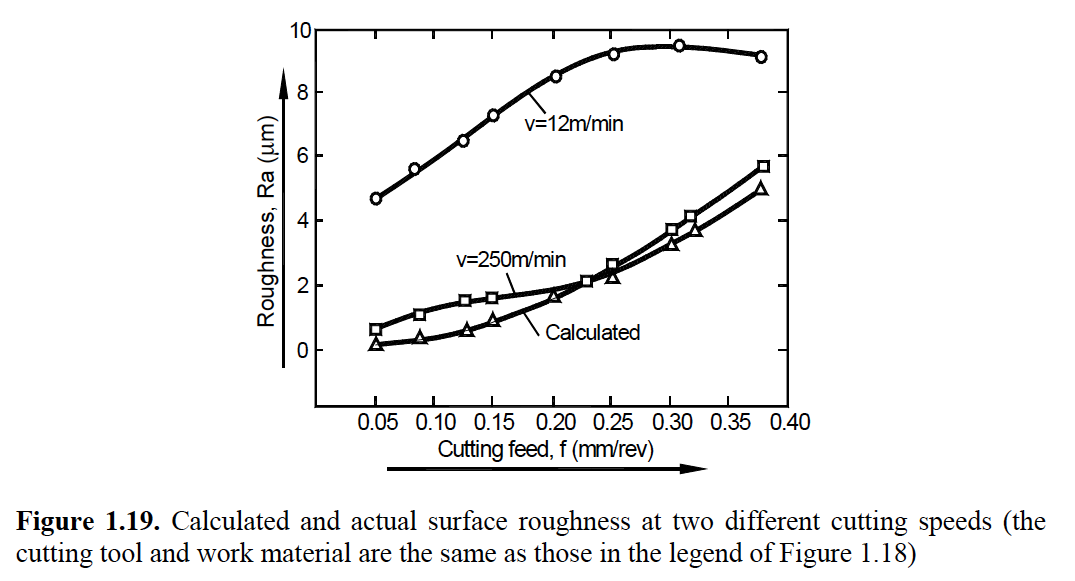 10
8
6
4
2
0
Roughness, Ra (μm)
v=12m/min
v=250m/min
Calculated
0.05 0.10 0.15 0.20 0.25 0.30 0.35 0.40
Cutting feed, f (mm/rev)
Figure 1.19. Calculated and actual surface roughness at two different cutting speeds (the
cutting tool and work material are the same as those in the legend of Figure 1.18)